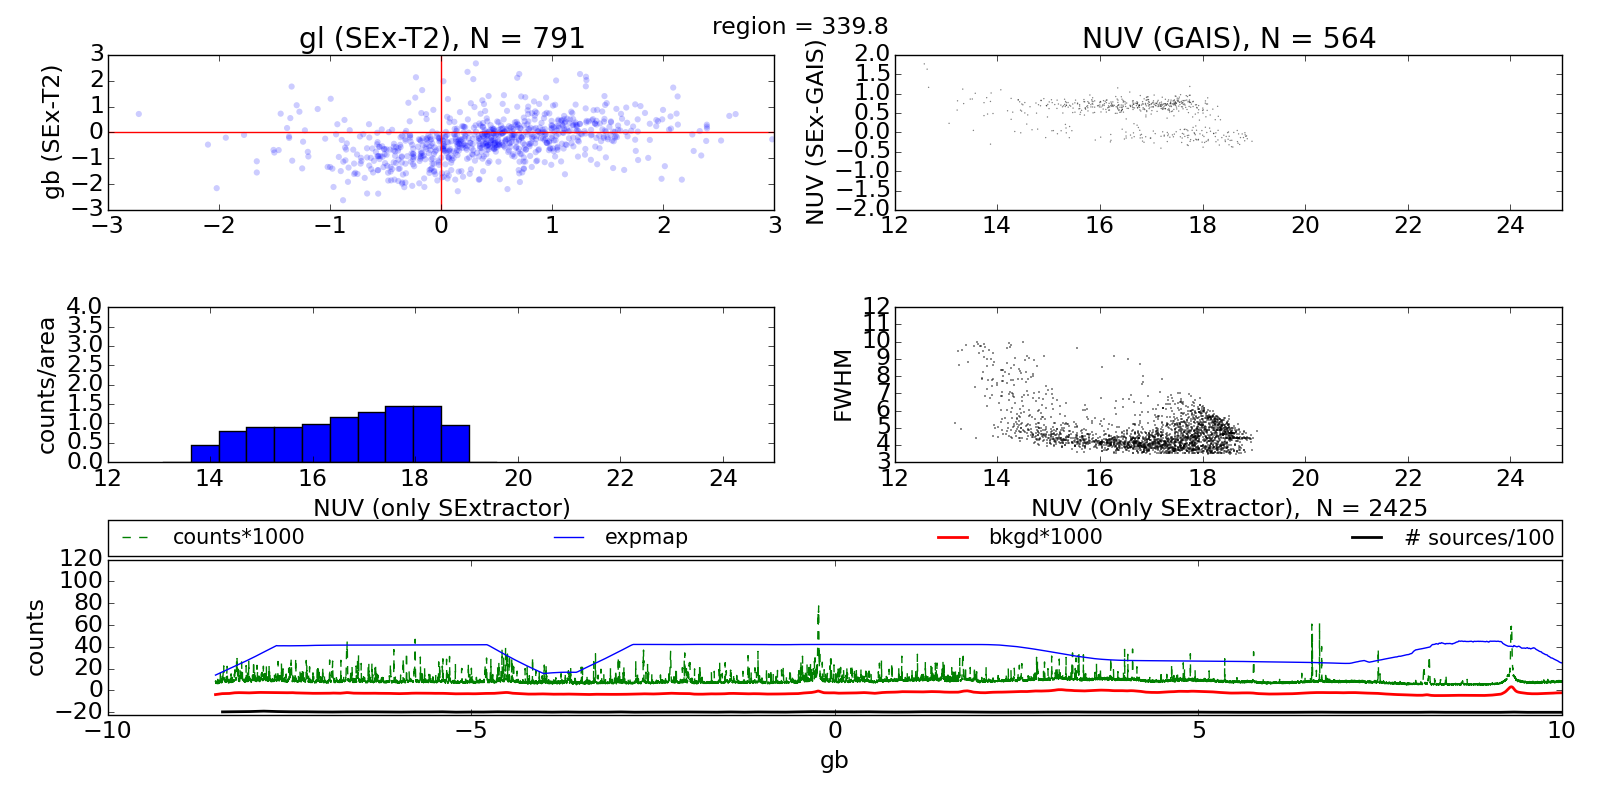 region = 339.8
gl (SEx-T2), N = 791
3
2
1
0
−1
−2
−3
gb (SEx-T2)
−3 −2 −1 0 1 2 3
NUV (GAIS), N = 564
2.0
1.5
1.0
0.5
0.0
−0.5
−1.0
−1.5
−2.0
NUV (SEx-GAIS)
12 14 16 18 20 22 24
4.0
3.5
3.0
2.5
2.0
1.5
1.0
0.5
0.0
counts/area
12 14 16 18 20 22 24
NUV (only SExtractor)
12
11
10
9
8
7
6
5
4
3
FWHM
12 14 16 18 20 22 24
NUV (Only SExtractor), N = 2425
counts*1000 expmap bkgd*1000 # sources/100
120
100
80
60
40
20
0
−20
counts
−10 −5 0 5 10
gb